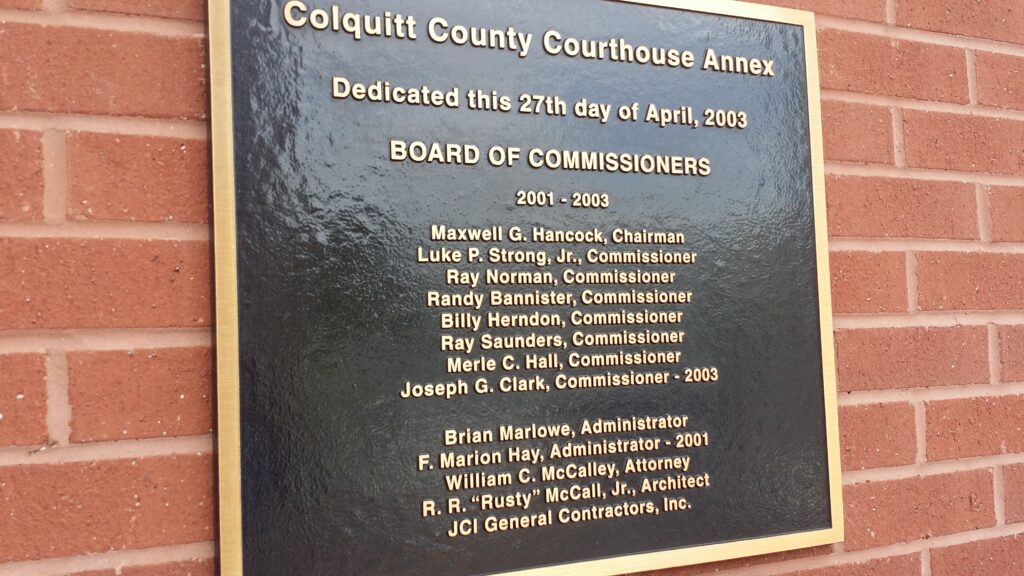 Colquitt County Courthouse Annex
Dedicated this 27th day of April, 2003
BOARD OF COMMISSIONERS
2001 - 2003
Maxwell G. Hancock, Chairman
Luke P. Strong, Jr., Commissioner
Ray Norman, Commissioner
Randy Bannister, Commissioner
Billy Herndon, Commissioner
Ray Saunders, Commissioner
Merle C. Hall, Commissioner
Joseph G. Clark, Commissioner - 2003
Brian Marlowe, Administrator
F. Marion Hay, Administrator - 2001
William C. McCalley, Attorney
R. R. “Rusty” McCall, Jr., Architect
JCI General Contractors, Inc.